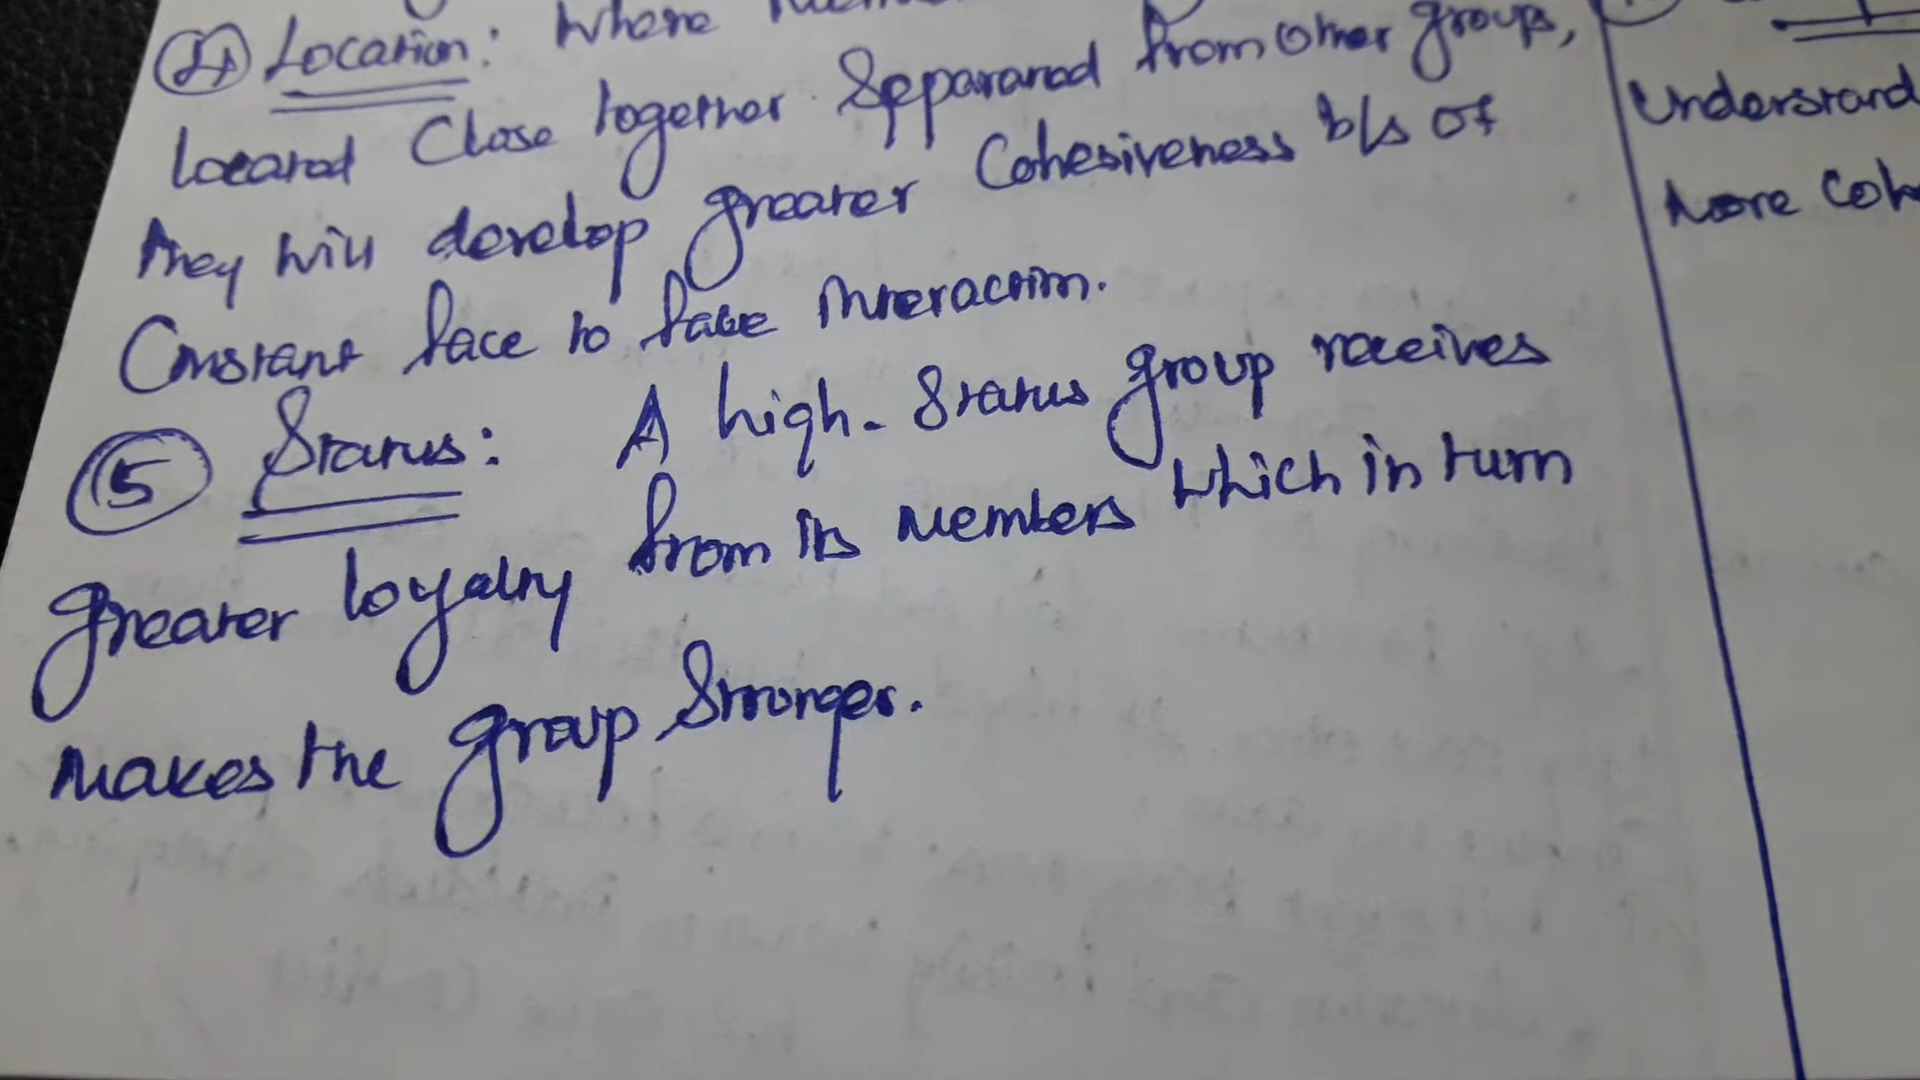 ④ Location: Where
located close together Sepparated from other groups,
they will develop greater Cohesiveness b/s of
Constant face to face interaction.
⑤ Status: A high-Status group receives
greater loyalty from its members which in turn
makes the group Stronger.
Understand
More Coh